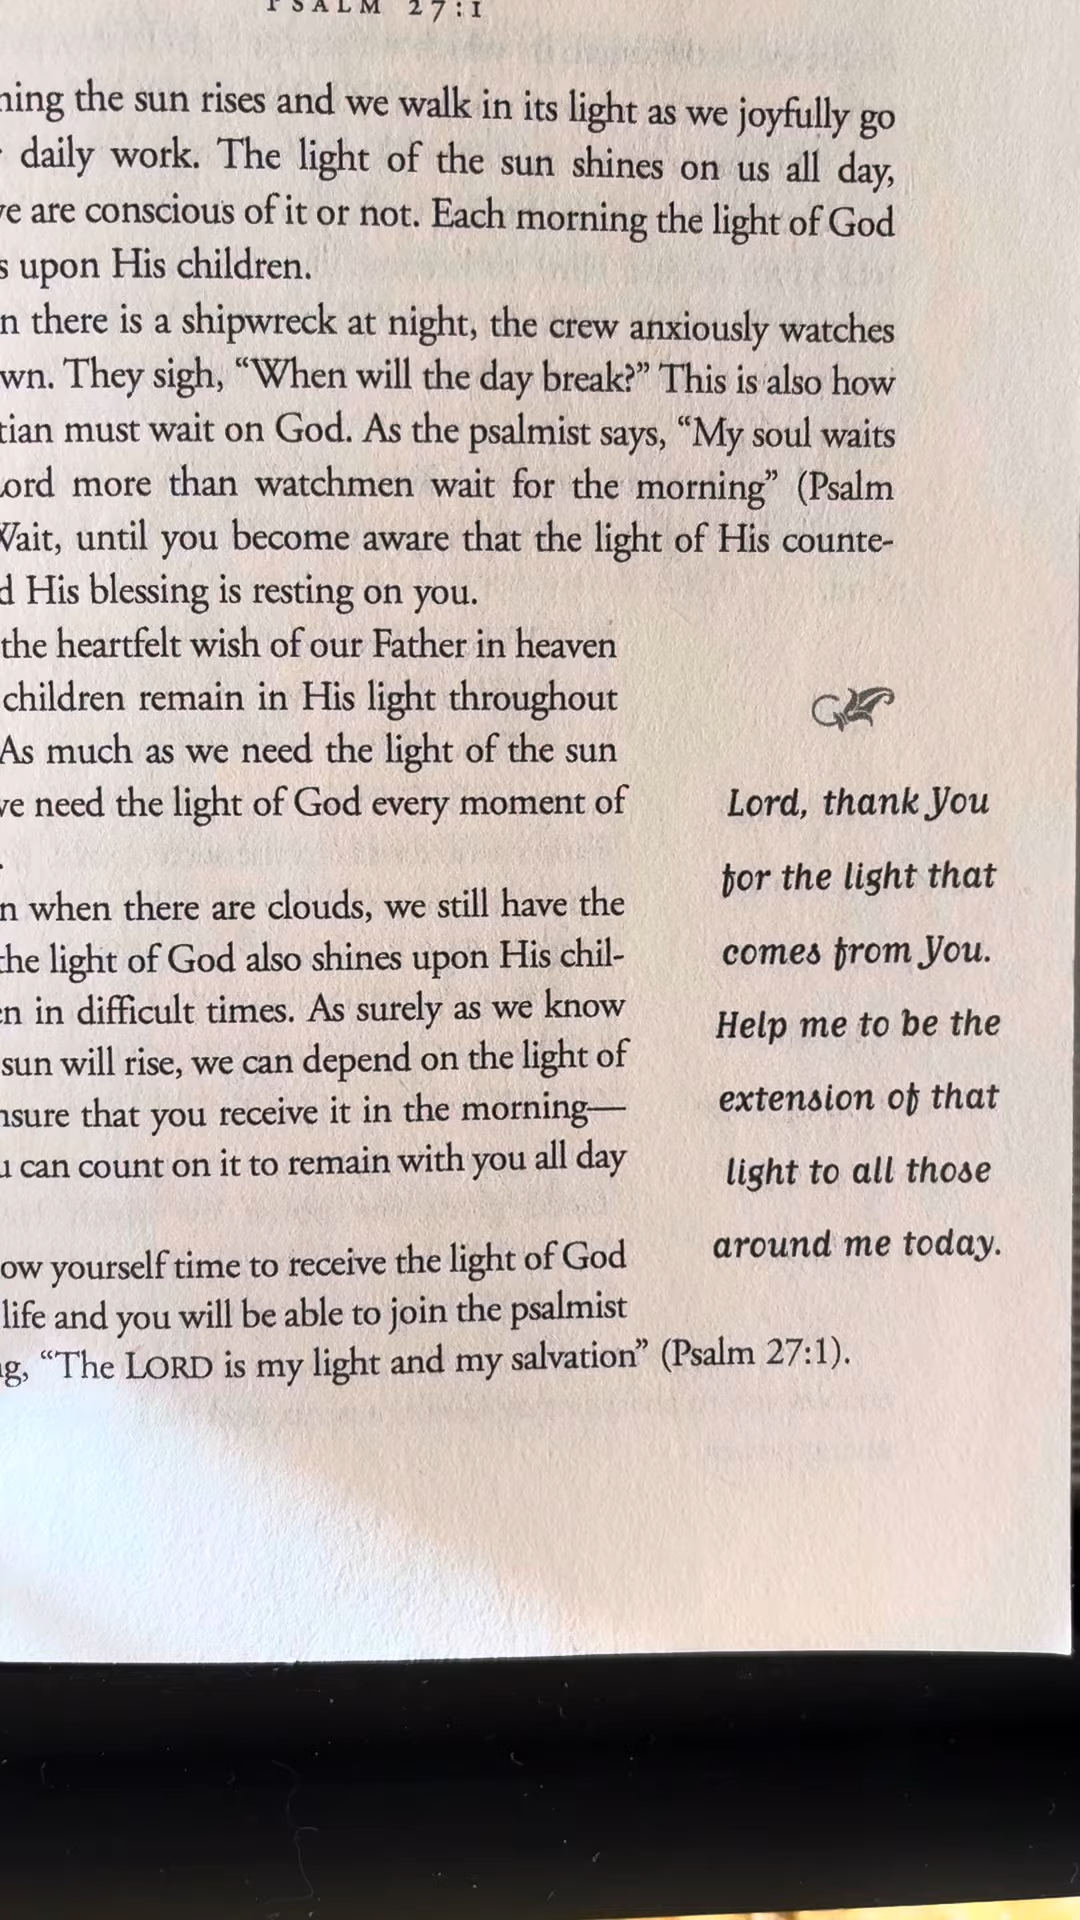 PSALM 27:1
the sun rises and we walk in its light as we joyfully go
daily work. The light of the sun shines on us all day,
are conscious of it or not. Each morning the light of God
upon His children.
there is a shipwreck at night, the crew anxiously watches
They sigh, “When will the day break?” This is also how
must wait on God. As the psalmist says, “My soul waits
more than watchmen wait for the morning” (Psalm
Wait, until you become aware that the light of His counte-
His blessing is resting on you.
the heartfelt wish of our Father in heaven
children remain in His light throughout
As much as we need the light of the sun
need the light of God every moment of
when there are clouds, we still have the
the light of God also shines upon His chil-
in difficult times. As surely as we know
sun will rise, we can depend on the light of
that you receive it in the morning—
can count on it to remain with you all day
yourself time to receive the light of God
life and you will be able to join the psalmist
“The LORD is my light and my salvation” (Psalm 27:1).
Lord, thank You
for the light that
comes from You.
Help me to be the
extension of that
light to all those
around me today.